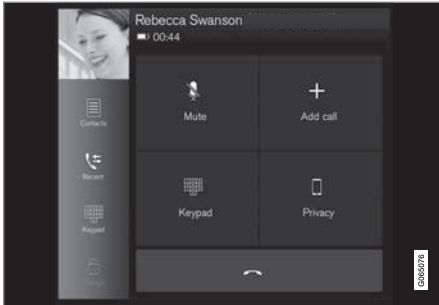 Rebecca Swanson
00:44
Contacts
Recent
Keypad
Mute
Add call
Keypad
Privacy
G065076